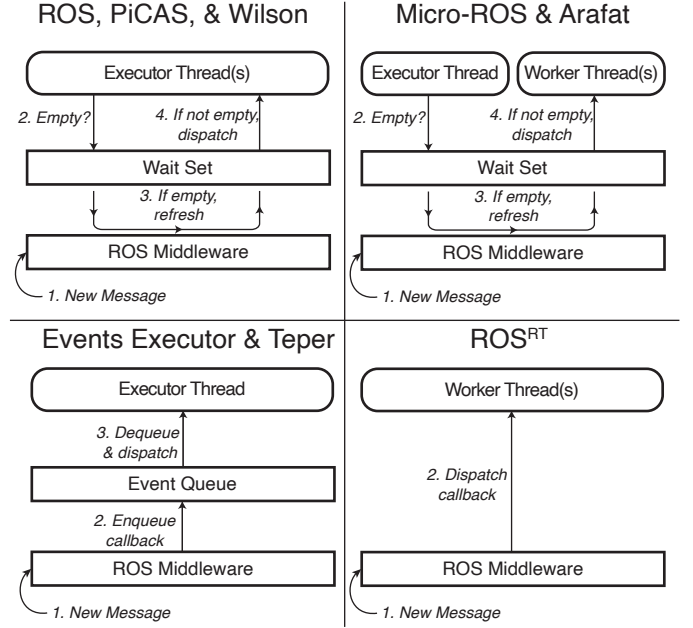 ROS, PiCAS, & Wilson
Executor Thread(s)
2. Empty?
4. If not empty,
dispatch
Wait Set
3. If empty,
refresh
ROS Middleware
1. New Message
Micro-ROS & Arafat
Executor Thread
Worker Thread(s)
2. Empty?
4. If not empty,
dispatch
Wait Set
3. If empty,
refresh
ROS Middleware
1. New Message
Events Executor & Teper
Executor Thread
3. Dequeue
& dispatch
Event Queue
2. Enqueue
callback
ROS Middleware
1. New Message
ROSᴿᵀ
Worker Thread(s)
2. Dispatch
callback
ROS Middleware
1. New Message